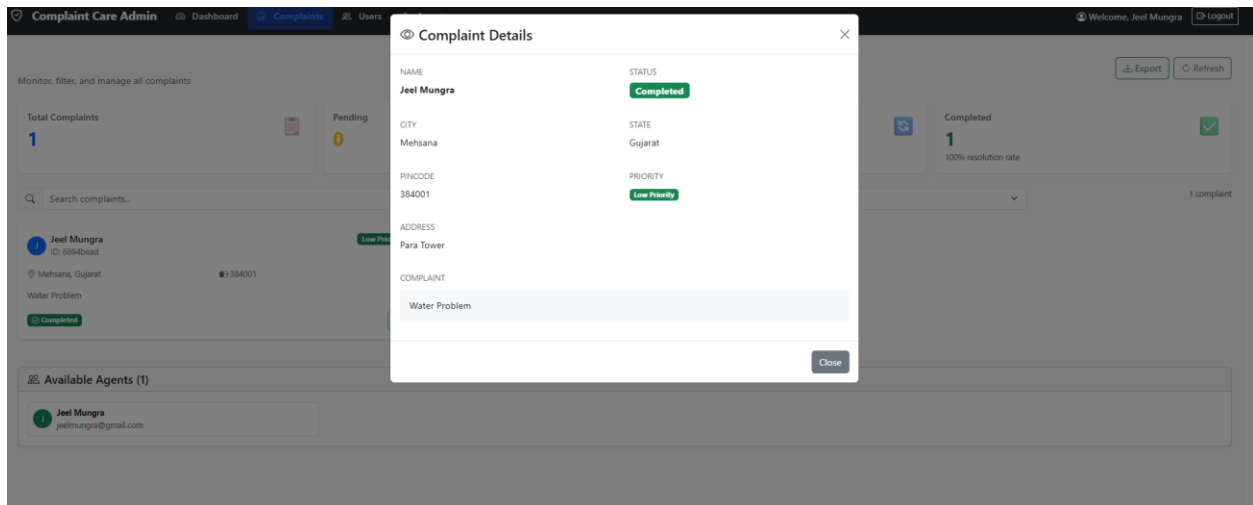 Complaint Care Admin Dashboard Complaints Users Welcome, Jeel Mungra Logout
Complaint Details
Monitor, filter, and manage all complaints
Export Refresh
Total Complaints
1
Pending
0
Completed
1
100% resolution rate
Search complaints...
1 complaint
J
Jeel Mungra
ID: 6894bead
Low Prio
Mehsana, Gujarat 384001
Water Problem
Completed
NAME STATUS
Jeel Mungra Completed
CITY STATE
Mehsana Gujarat
PINCODE PRIORITY
384001 Low Priority
ADDRESS
Para Tower
COMPLAINT
Water Problem
Close
Available Agents (1)
J
Jeel Mungra
jeelmungra@gmail.com